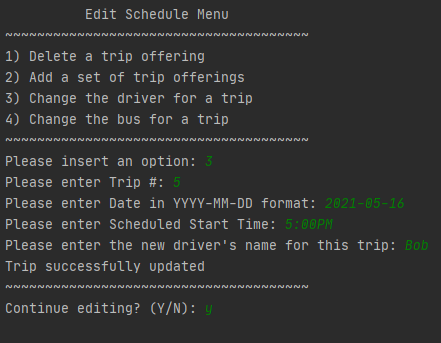 Edit Schedule Menu
~~~~~~~~~~~~~~~~~~~~~~~~~~~~~~~~~~~~~~
1) Delete a trip offering
2) Add a set of trip offerings
3) Change the driver for a trip
4) Change the bus for a trip
~~~~~~~~~~~~~~~~~~~~~~~~~~~~~~~~~~~~~~
Please insert an option: 3
Please enter Trip #: 5
Please enter Date in YYYY-MM-DD format: 2021-05-16
Please enter Scheduled Start Time: 5:00PM
Please enter the new driver's name for this trip: Bob
Trip successfully updated
~~~~~~~~~~~~~~~~~~~~~~~~~~~~~~~~~~~~~~
Continue editing? (Y/N): y